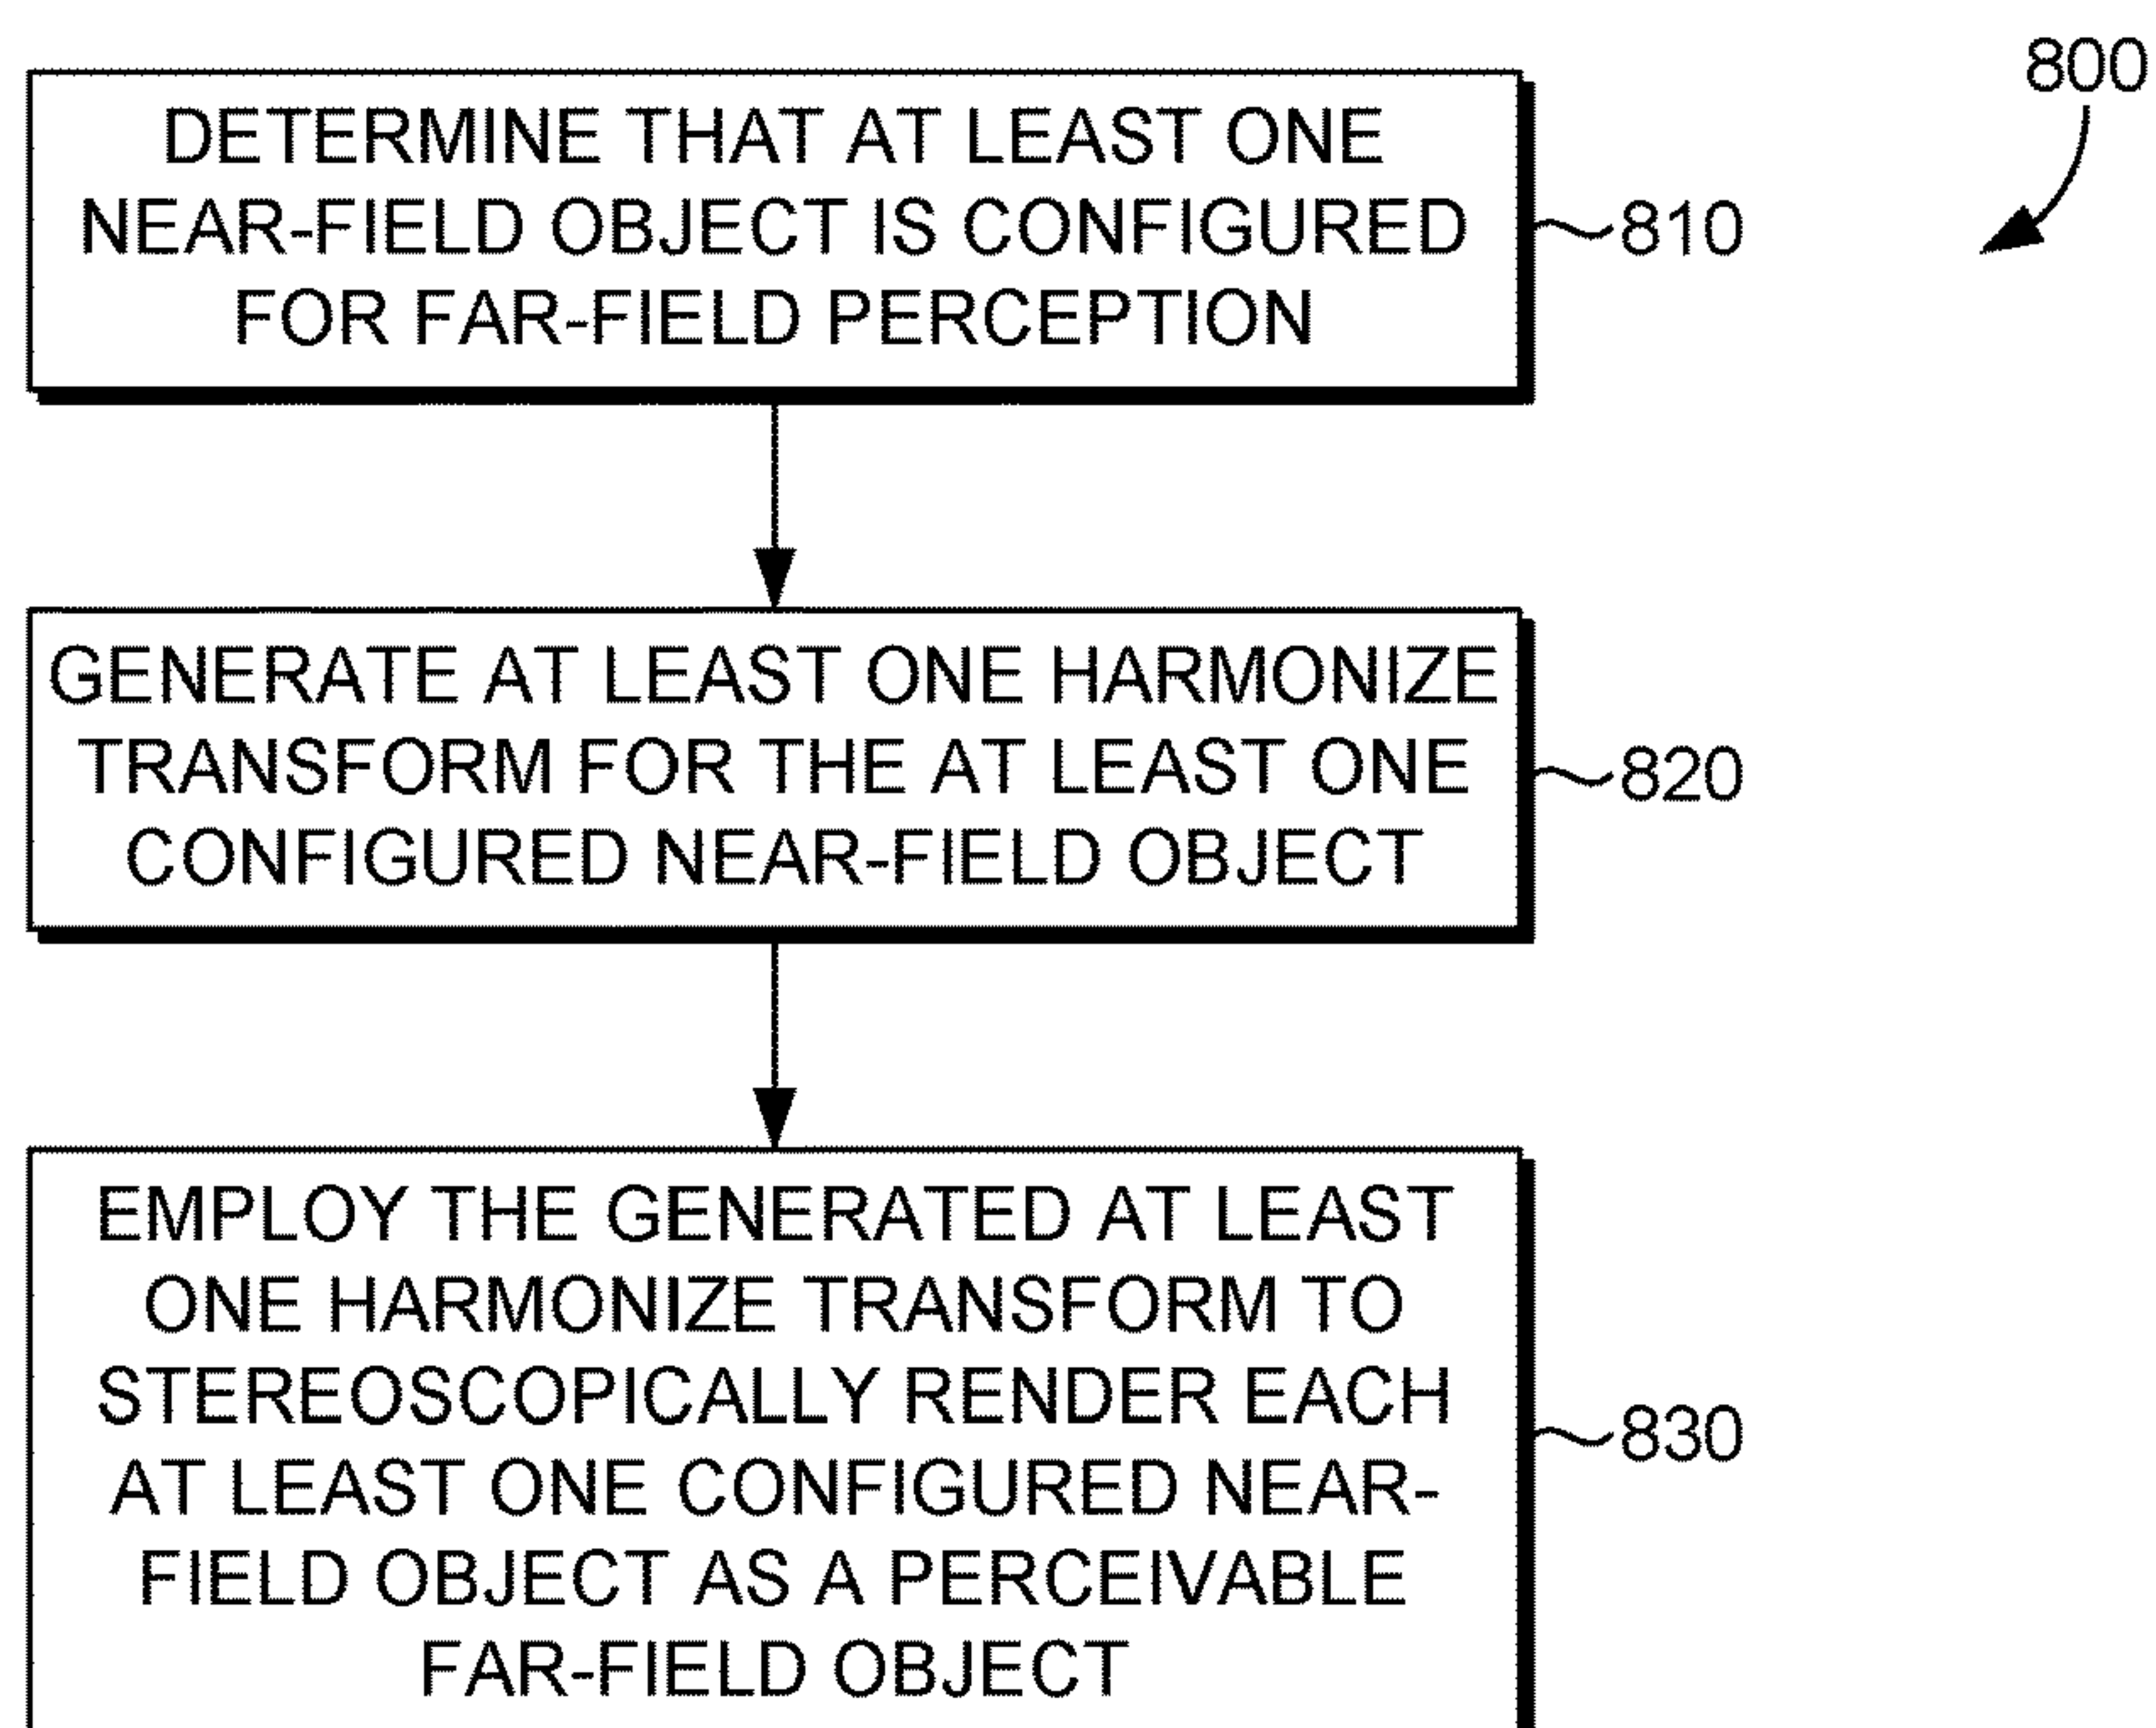 800
DETERMINE THAT AT LEAST ONE
NEAR-FIELD OBJECT IS CONFIGURED
FOR FAR-FIELD PERCEPTION
810
GENERATE AT LEAST ONE HARMONIZE
TRANSFORM FOR THE AT LEAST ONE
CONFIGURED NEAR-FIELD OBJECT
820
EMPLOY THE GENERATED AT LEAST
ONE HARMONIZE TRANSFORM TO
STEREOSCOPICALLY RENDER EACH
AT LEAST ONE CONFIGURED NEAR-
FIELD OBJECT AS A PERCEIVABLE
FAR-FIELD OBJECT
830